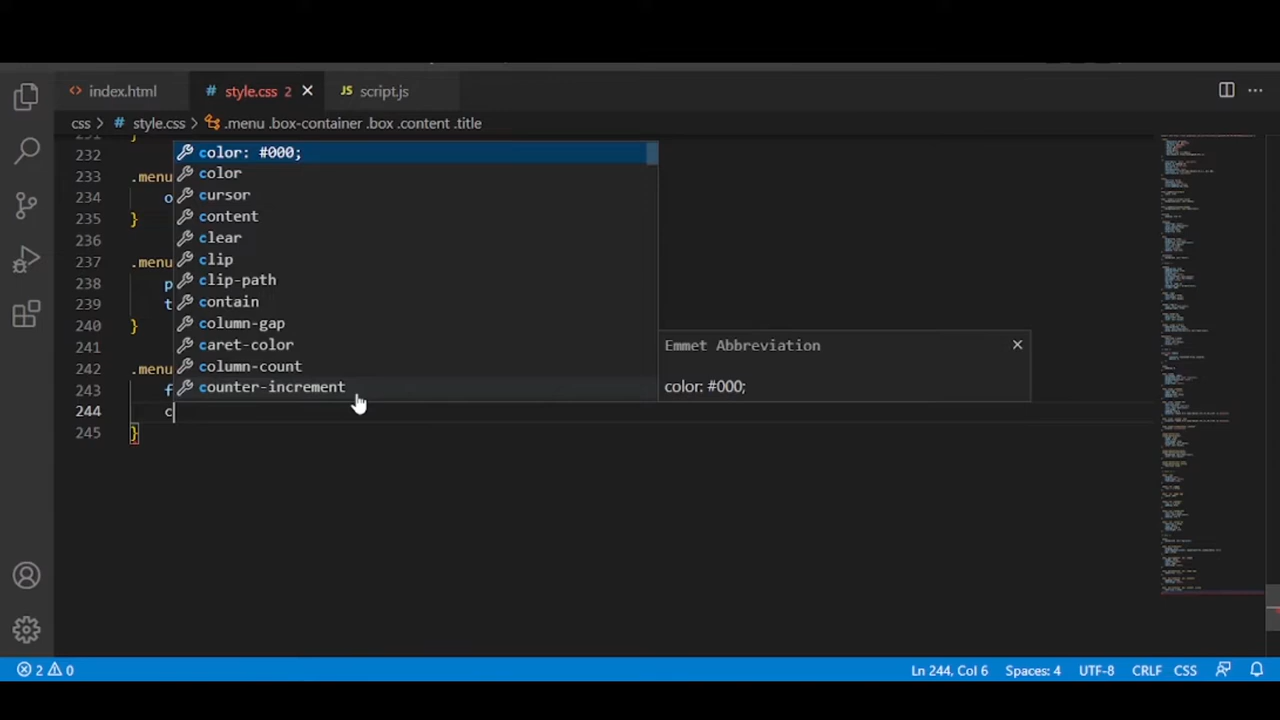 index.html
style.css 2
script.js
css
style.css
.menu .box-container .box .content .title
231 }
232
233 .menu
234 o
235 }
236
237 .menu
238 p
239 t
240 }
241
242 .menu
243 f
244 c
245 }
color: #000;
color
cursor
content
clear
clip
clip-path
contain
column-gap
caret-color
column-count
counter-increment
Emmet Abbreviation
color: #000;
2 0
Ln 244, Col 6 Spaces: 4 UTF-8 CRLF CSS